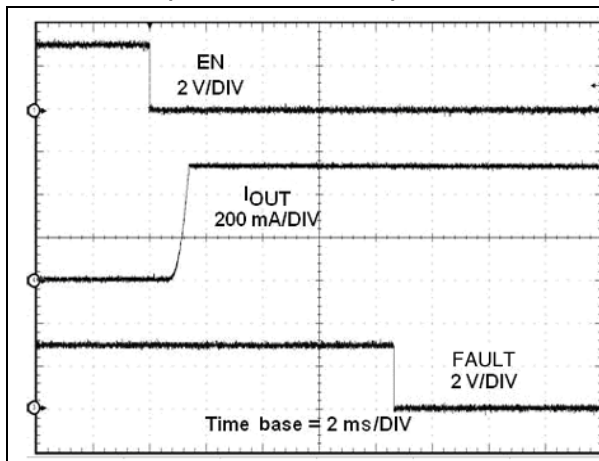 EN
2 V/DIV
IOUT
200 mA/DIV
FAULT
2 V/DIV
Time base = 2 ms/DIV